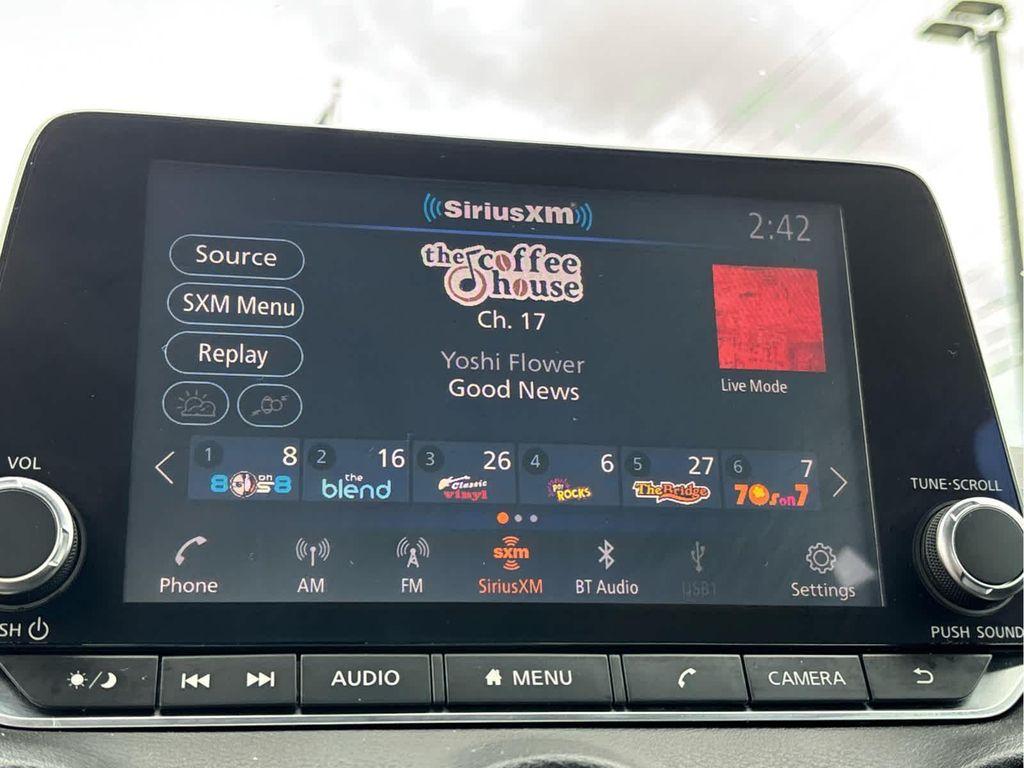 SiriusXM
2:42
Source
SXM Menu
Replay
the coffee
house
Ch. 17
Yoshi Flower
Good News
Live Mode
1 8
80s on 8
2 16
the
blend
3 26
Classic
vinyl
4 6
ROCKS
5 27
The Bridge
6 7
70s on 7
VOL
TUNE·SCROLL
sxm
Phone
AM
FM
SiriusXM
BT Audio
USB1
Settings
SH
PUSH SOUND
AUDIO
MENU
CAMERA